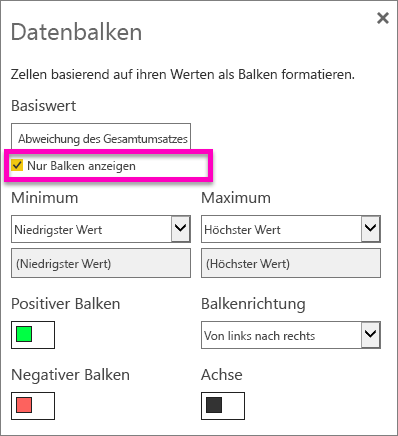 Datenbalken
Zellen basierend auf ihren Werten als Balken formatieren.
Basiswert
Abweichung des Gesamtumsatzes
Nur Balken anzeigen
Minimum
Maximum
Niedrigster Wert
Höchster Wert
(Niedrigster Wert)
(Höchster Wert)
Positiver Balken
Balkenrichtung
Von links nach rechts
Negativer Balken
Achse